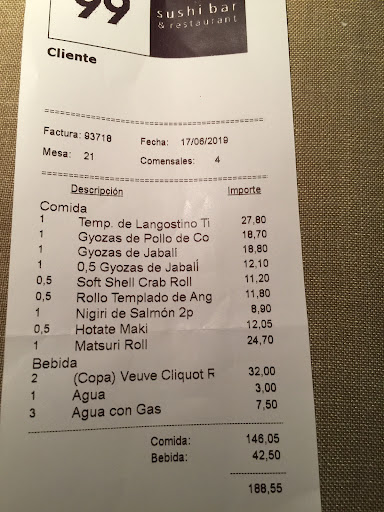 99
sushi bar
& restaurant
Cliente
Factura: 93718 Fecha: 17/06/2019
Mesa: 21 Comensales: 4
Descripción Importe
Comida
1 Temp. de Langostino Ti 27,80
1 Gyozas de Pollo de Co 18,70
1 Gyozas de Jabalí 18,80
1 0,5 Gyozas de Jabalí 12,10
0,5 Soft Shell Crab Roll 11,20
0,5 Rollo Templado de Ang 11,80
1 Nigiri de Salmón 2p 8,90
0,5 Hotate Maki 12,05
1 Matsuri Roll 24,70
Bebida
2 (Copa) Veuve Cliquot R 32,00
1 Agua 3,00
3 Agua con Gas 7,50
Comida: 146,05
Bebida: 42,50
188,55